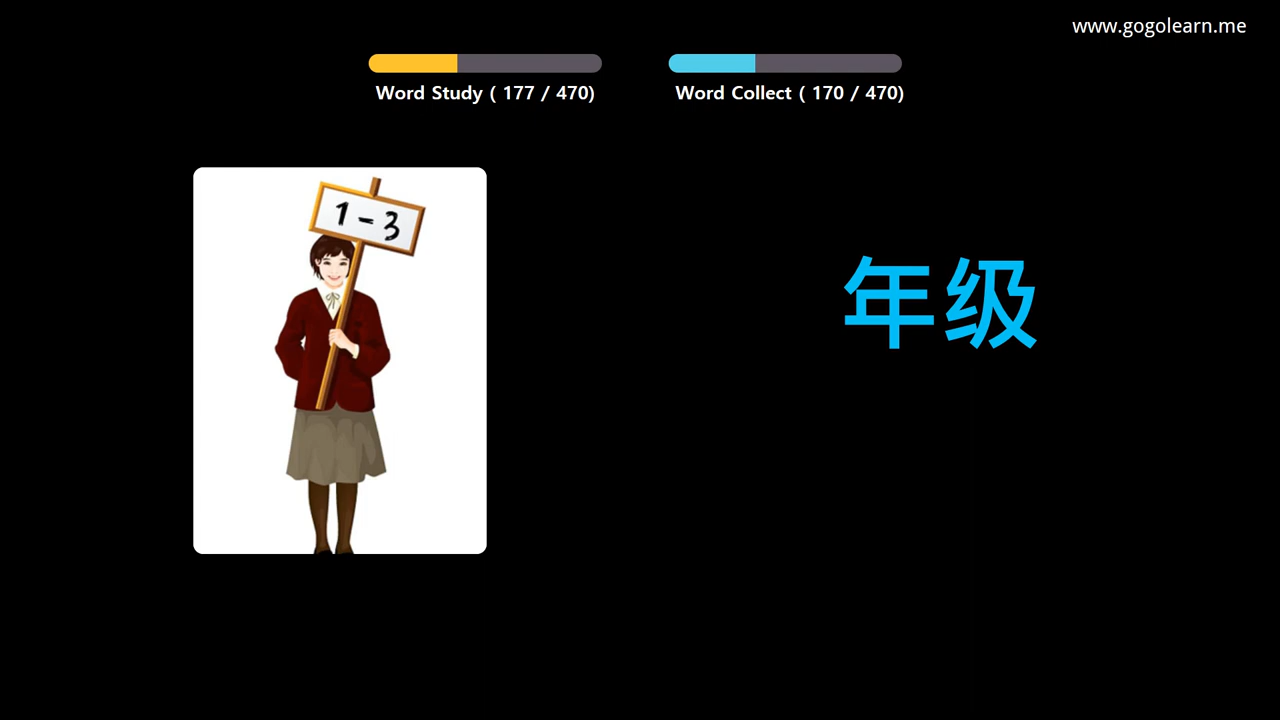 www.gogolearn.me
Word Study ( 177 / 470)
Word Collect ( 170 / 470)
1 - 3
年级